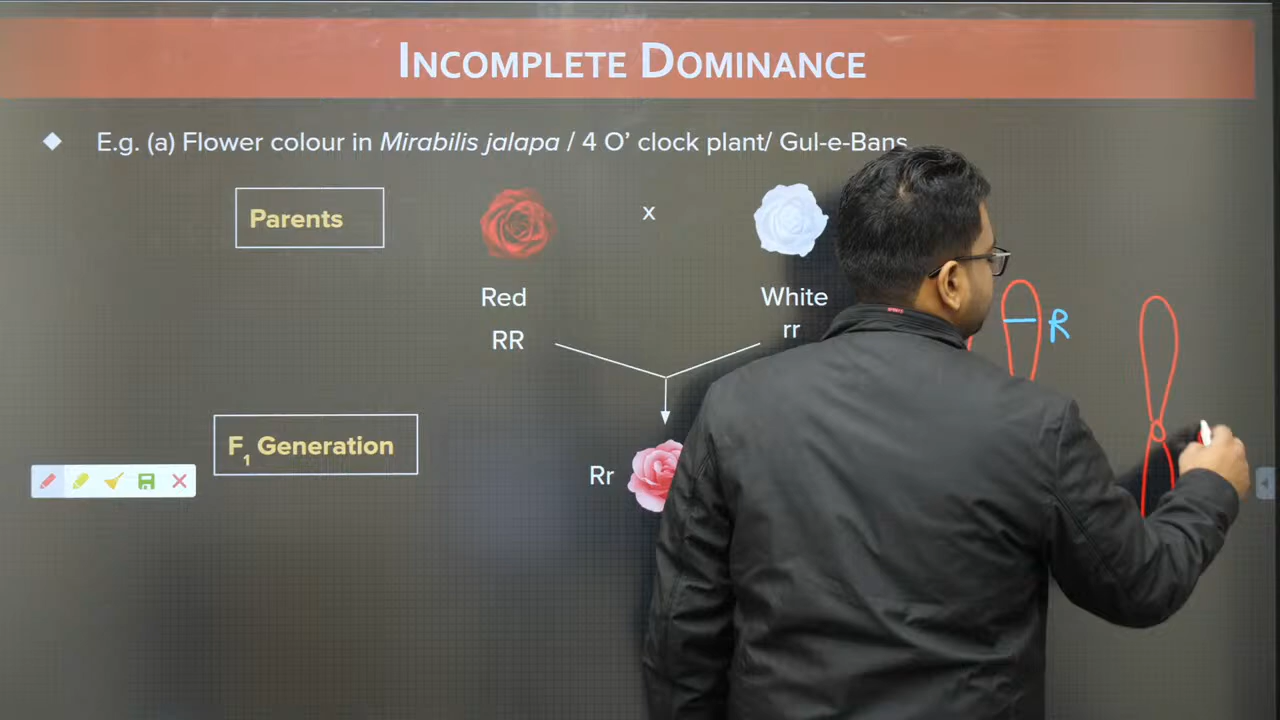 INCOMPLETE DOMINANCE
E.g. (a) Flower colour in Mirabilis jalapa / 4 O' clock plant/ Gul-e-Bans
Parents
x
Red
White
RR
rr
R
F1 Generation
Rr